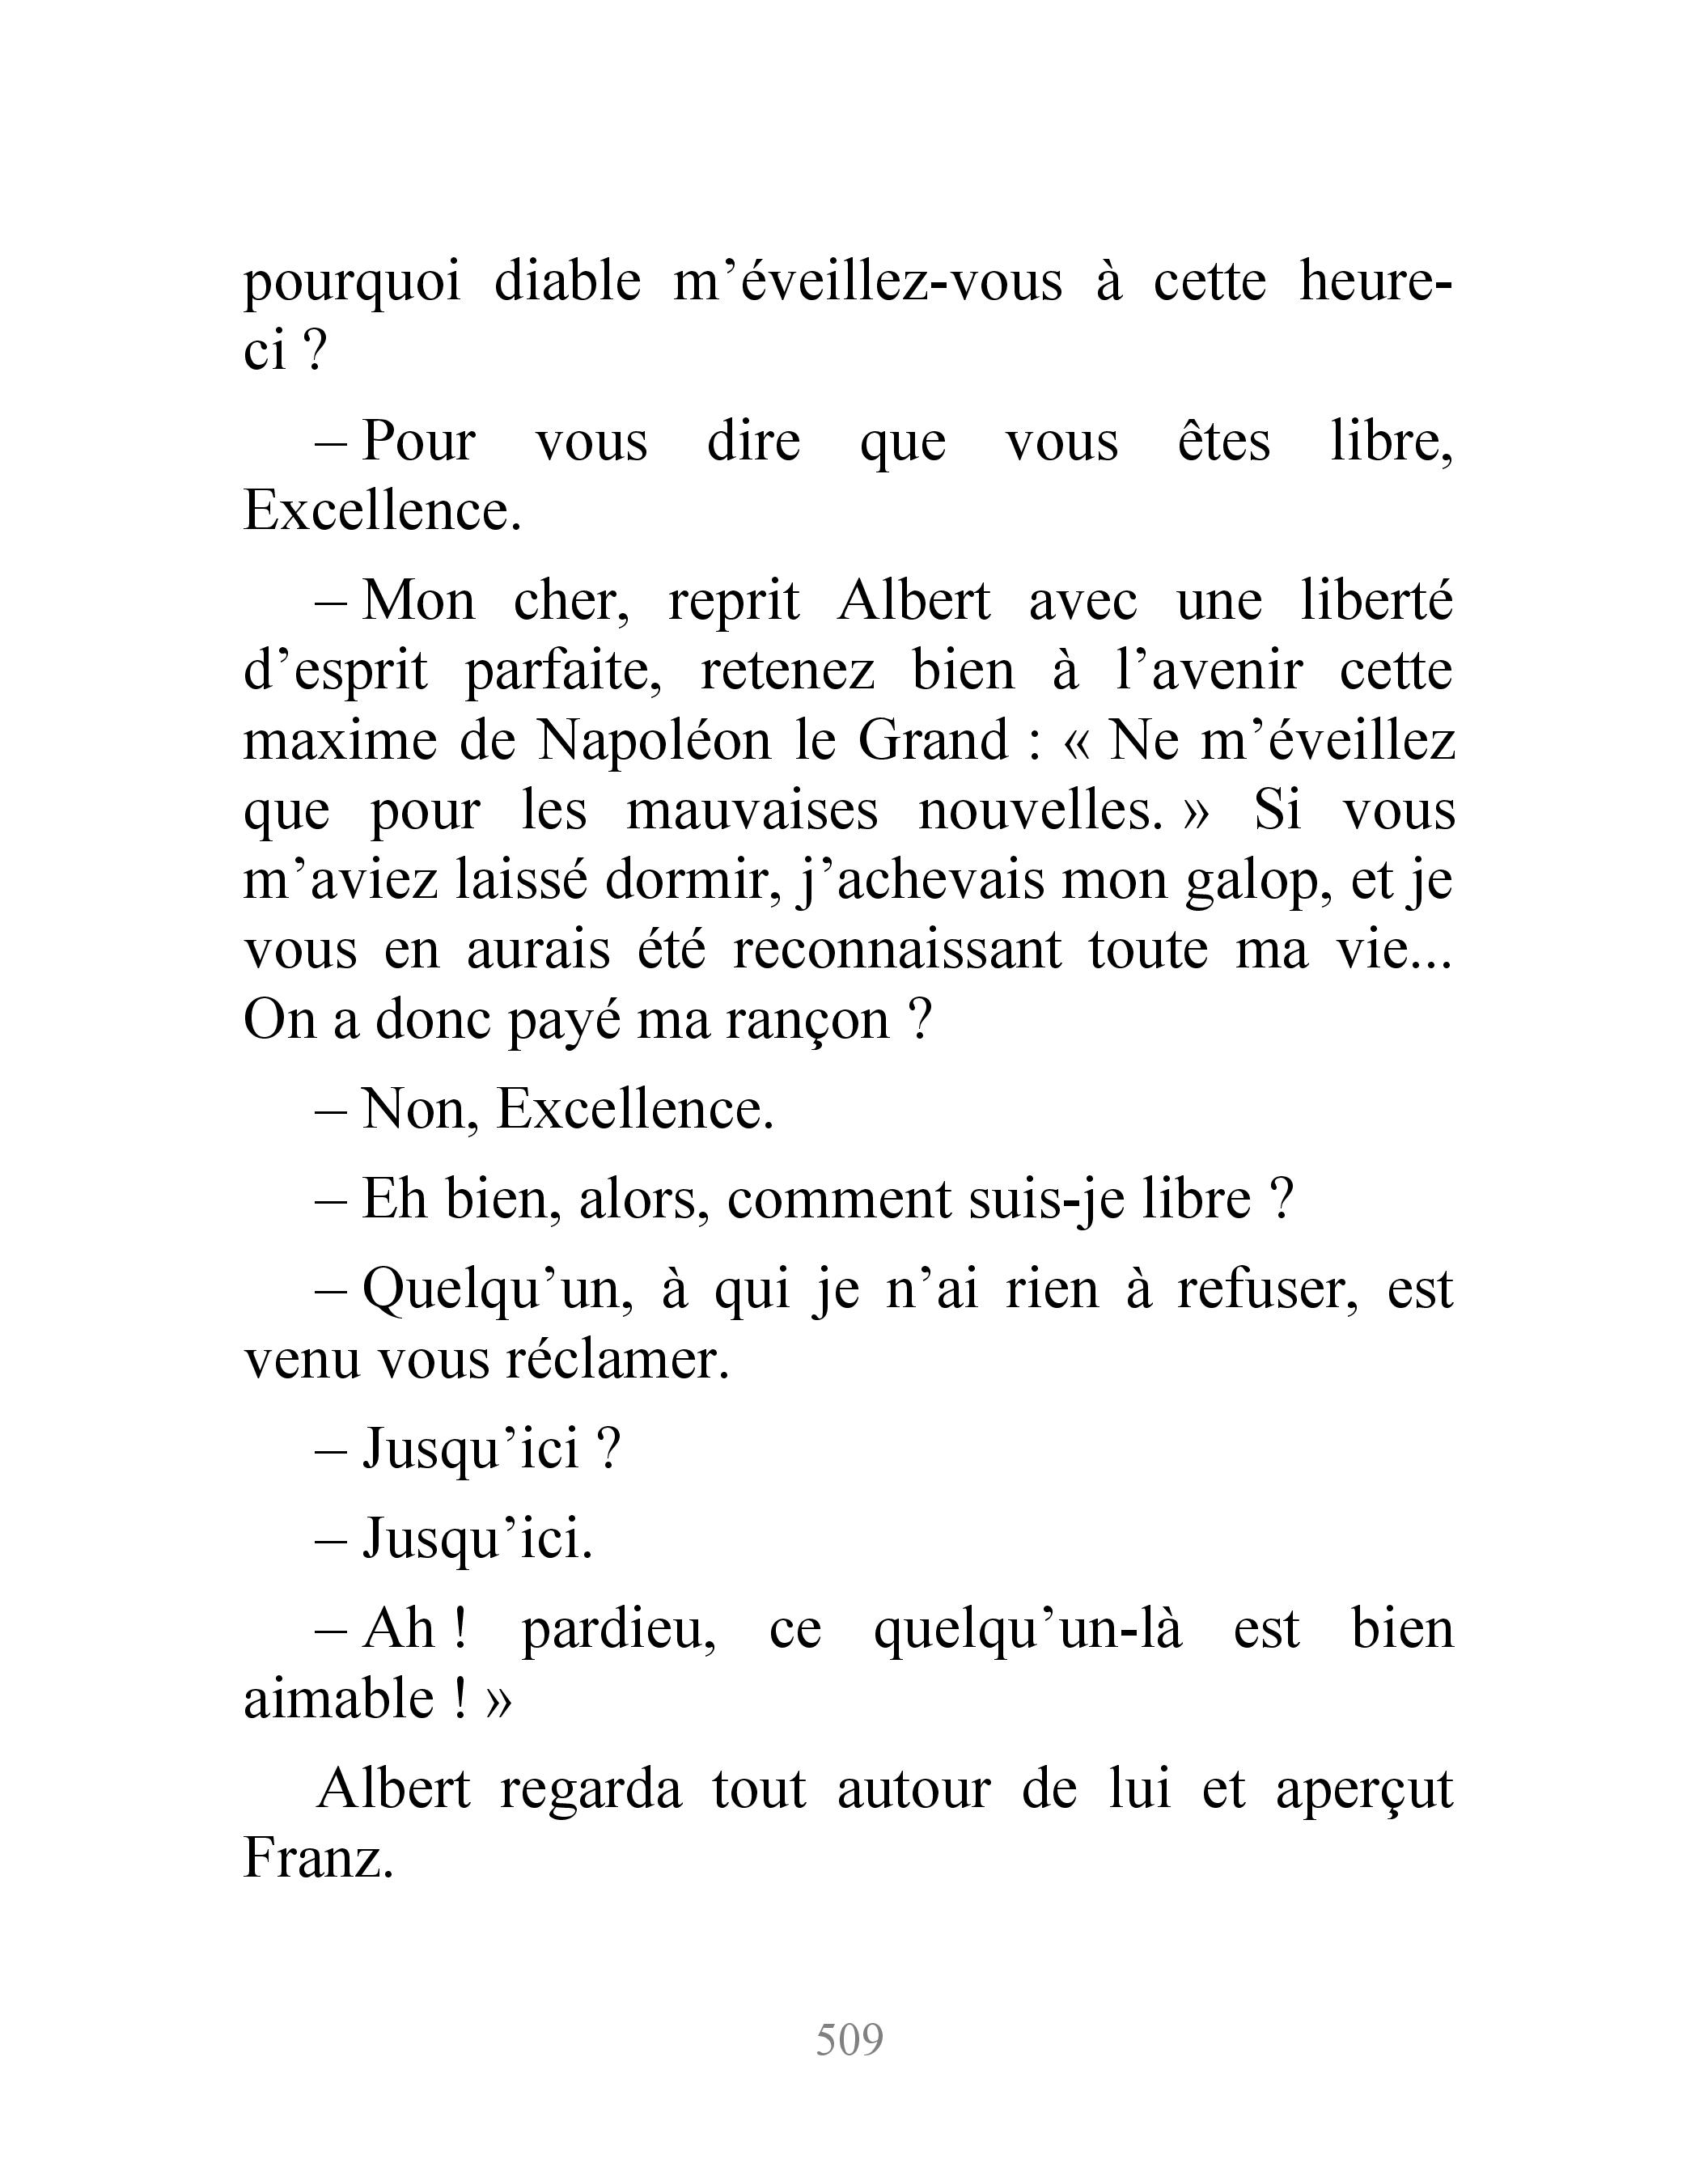 pourquoi diable m’éveillez-vous à cette heure-
ci ?
– Pour vous dire que vous êtes libre,
Excellence.
– Mon cher, reprit Albert avec une liberté
d’esprit parfaite, retenez bien à l’avenir cette
maxime de Napoléon le Grand : « Ne m’éveillez
que pour les mauvaises nouvelles. » Si vous
m’aviez laissé dormir, j’achevais mon galop, et je
vous en aurais été reconnaissant toute ma vie...
On a donc payé ma rançon ?
– Non, Excellence.
– Eh bien, alors, comment suis-je libre ?
– Quelqu’un, à qui je n’ai rien à refuser, est
venu vous réclamer.
– Jusqu’ici ?
– Jusqu’ici.
– Ah ! pardieu, ce quelqu’un-là est bien
aimable ! »
Albert regarda tout autour de lui et aperçut
Franz.
509